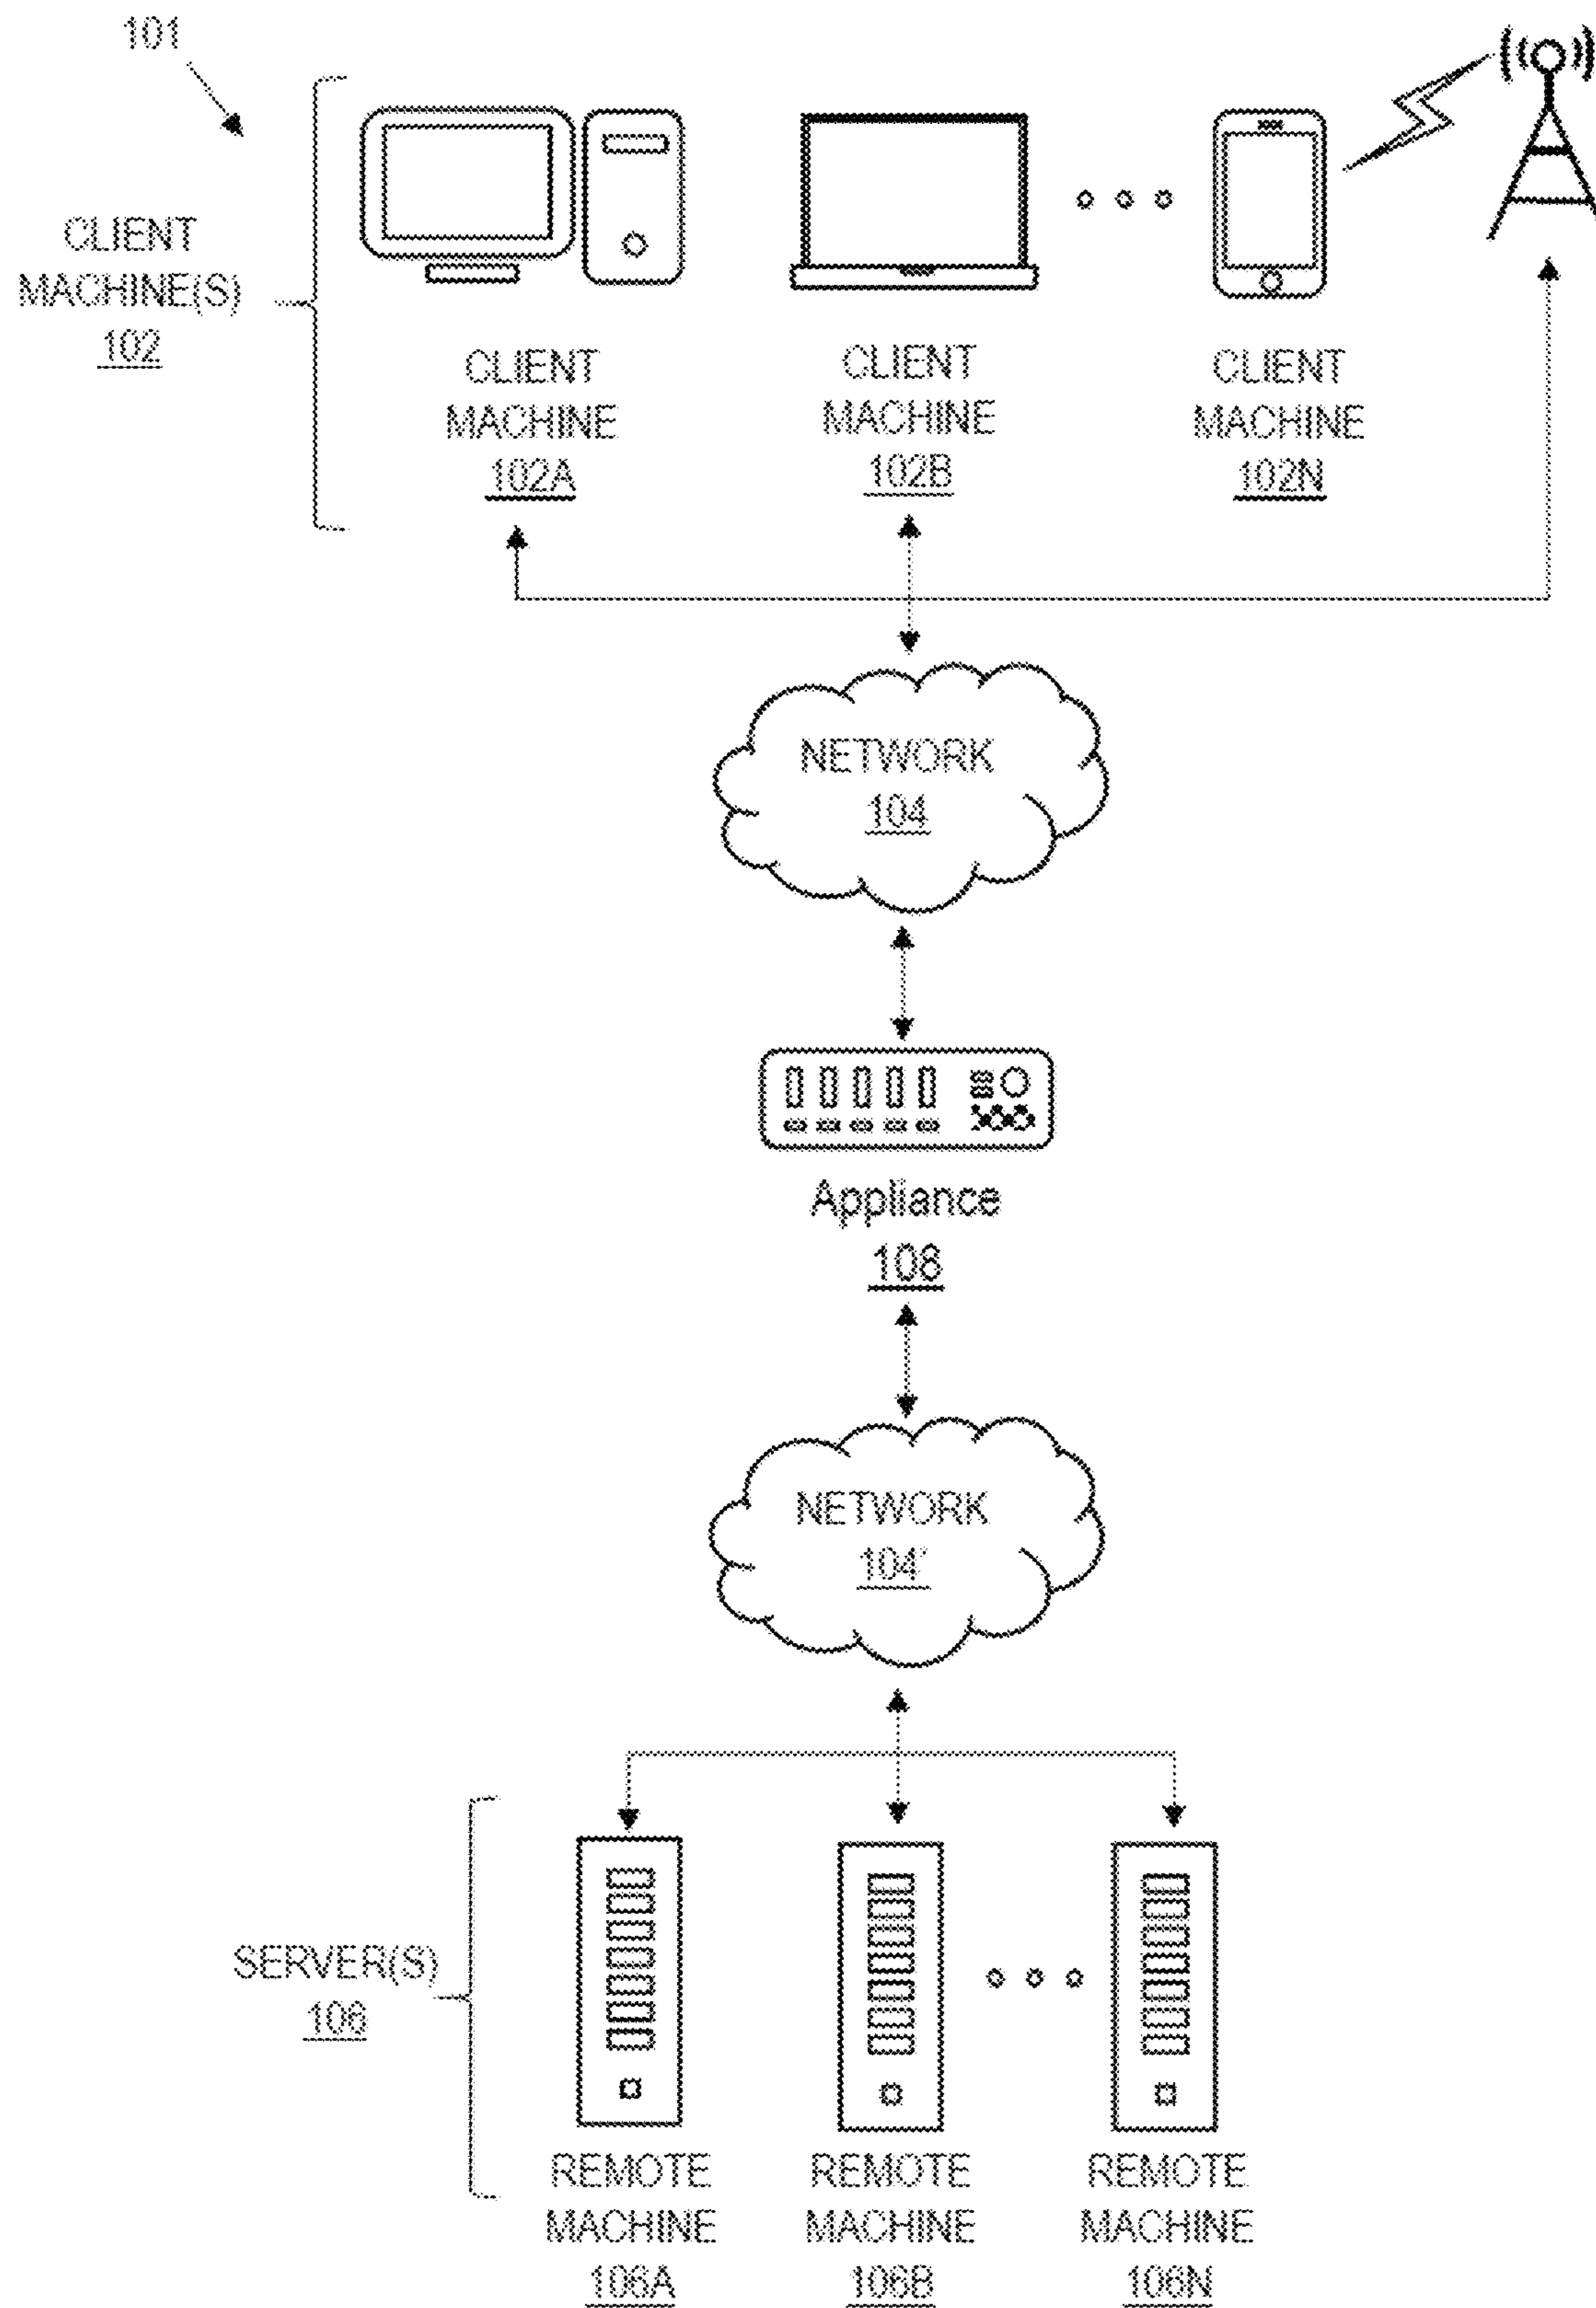 101
CLIENT
MACHINE(S)
102
CLIENT
MACHINE
102A
CLIENT
MACHINE
102B
CLIENT
MACHINE
102N
NETWORK
104
Appliance
108
NETWORK
104'
SERVER(S)
106
REMOTE
MACHINE
106A
REMOTE
MACHINE
106B
REMOTE
MACHINE
106N